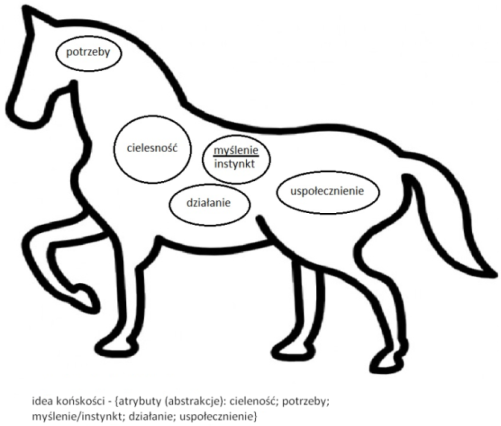 potrzeby
cielesność
myślenie
instynkt
działanie
uspołecznienie
idea końskości - {atrybuty (abstrakcje): cieleność; potrzeby;
myślenie/instynkt; działanie; uspołecznienie}